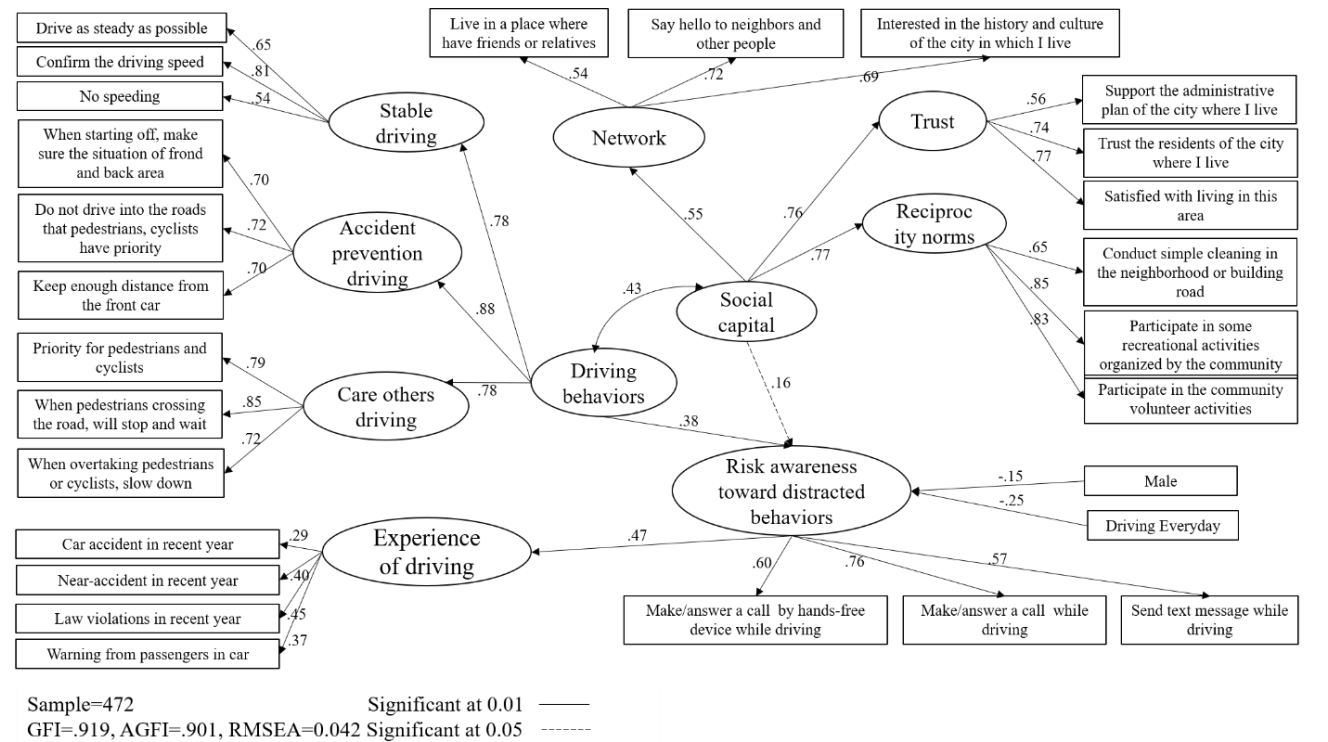 Drive as steady as possible
Confirm the driving speed
No speeding
When starting off, make
sure the situation of frond
and back area
Do not drive into the roads
that pedestrians, cyclists
have priority
Keep enough distance from
the front car
Priority for pedestrians and
cyclists
When pedestrians crossing
the road, will stop and wait
When overtaking pedestrians
or cyclists, slow down
Car accident in recent year
Near-accident in recent year
Law violations in recent year
Warning from passengers in car
.65
.81
.54
.70
.72
.70
.79
.85
.72
.29
.40
.45
.37
Stable
driving
Accident
prevention
driving
Care others
driving
Experience
of driving
.78
.88
.78
.47
Live in a place where
have friends or relatives
Say hello to neighbors and
other people
Interested in the history and culture
of the city in which I live
.54
.72
.69
Network
.55
.76
.77
.43
Social
capital
Driving
behaviors
.16
.38
Risk awareness
toward distracted
behaviors
Trust
.56
.74
.77
Support the administrative
plan of the city where I live
Trust the residents of the city
where I live
Satisfied with living in this
area
Reciproc
ity norms
.65
.85
.83
Conduct simple cleaning in
the neighborhood or building
road
Participate in some
recreational activities
organized by the community
Participate in the community
volunteer activities
-.15
-.25
Male
Driving Everyday
.60
.76
.57
Make/answer a call by hands-free
device while driving
Make/answer a call while
driving
Send text message while
driving
Sample=472 Significant at 0.01
GFI=.919, AGFI=.901, RMSEA=0.042 Significant at 0.05